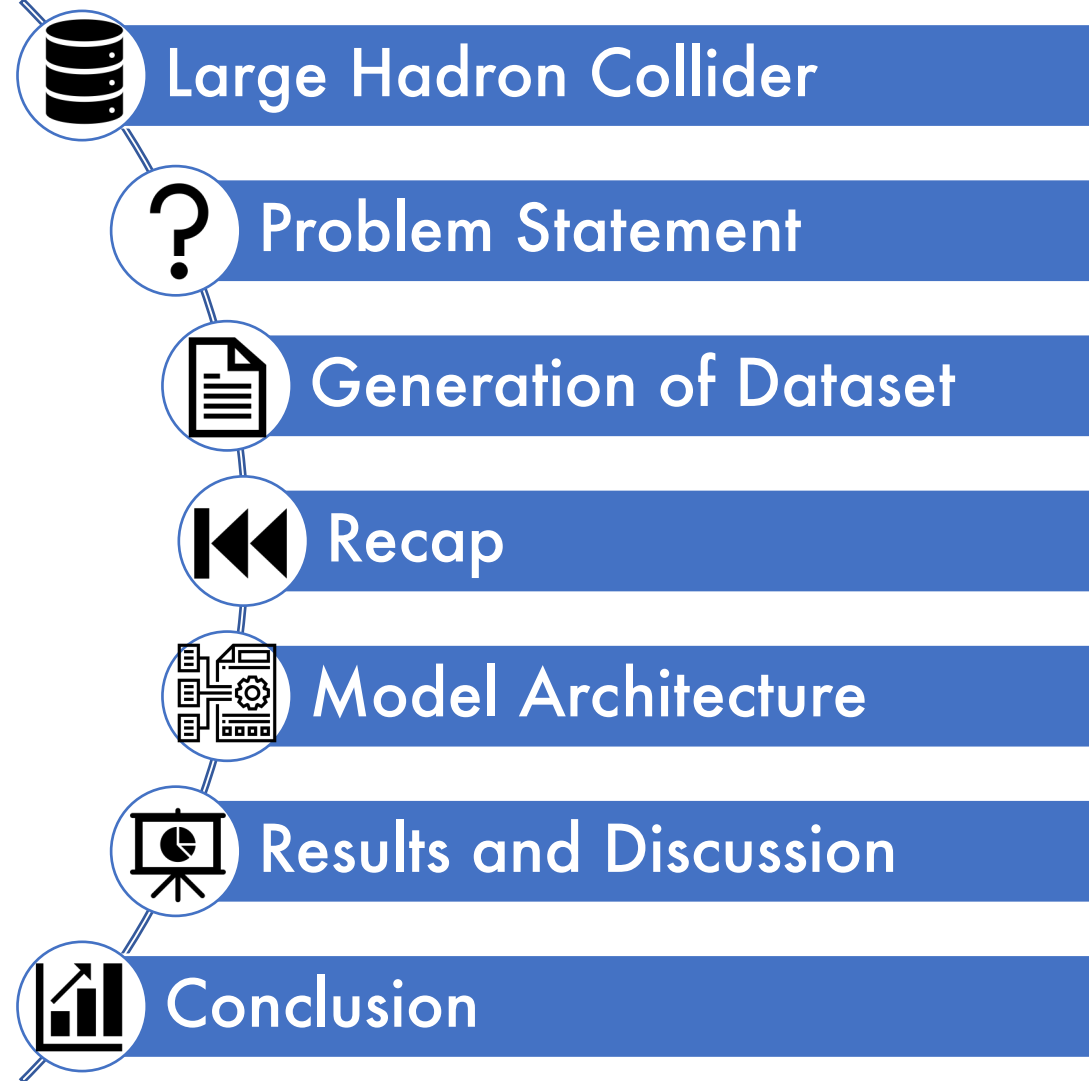 Large Hadron Collider
Problem Statement
Generation of Dataset
Recap
Model Architecture
Results and Discussion
Conclusion